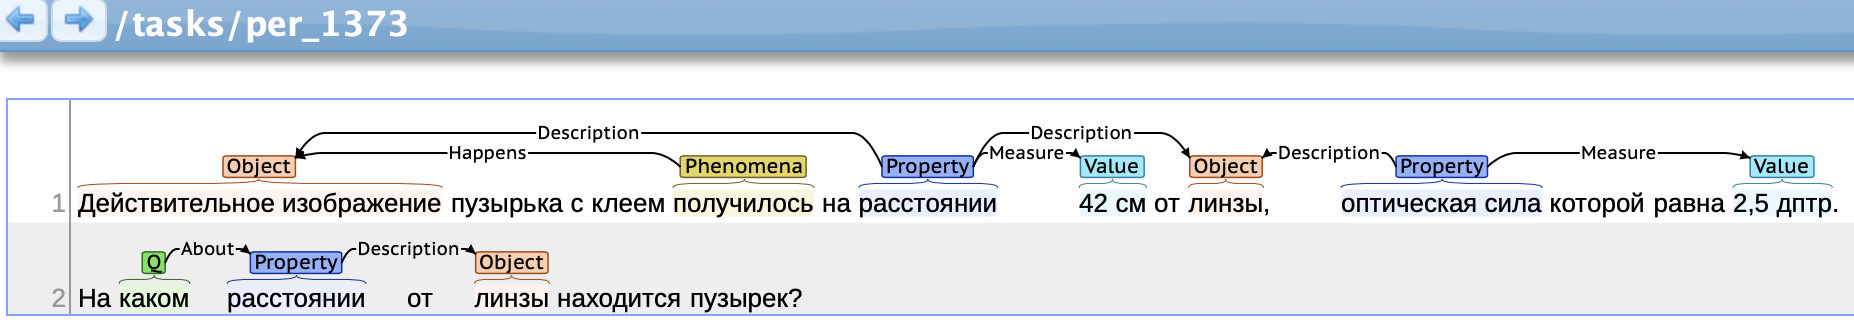 /tasks/per_1373
Description Description
Happens Measure Description Measure
Object Phenomena Property Value Object Property Value
1 Действительное изображение пузырька с клеем получилось на расстоянии 42 см от линзы, оптическая сила которой равна 2,5 дптр.
About Description
Q Property Object
2 На каком расстоянии от линзы находится пузырек?